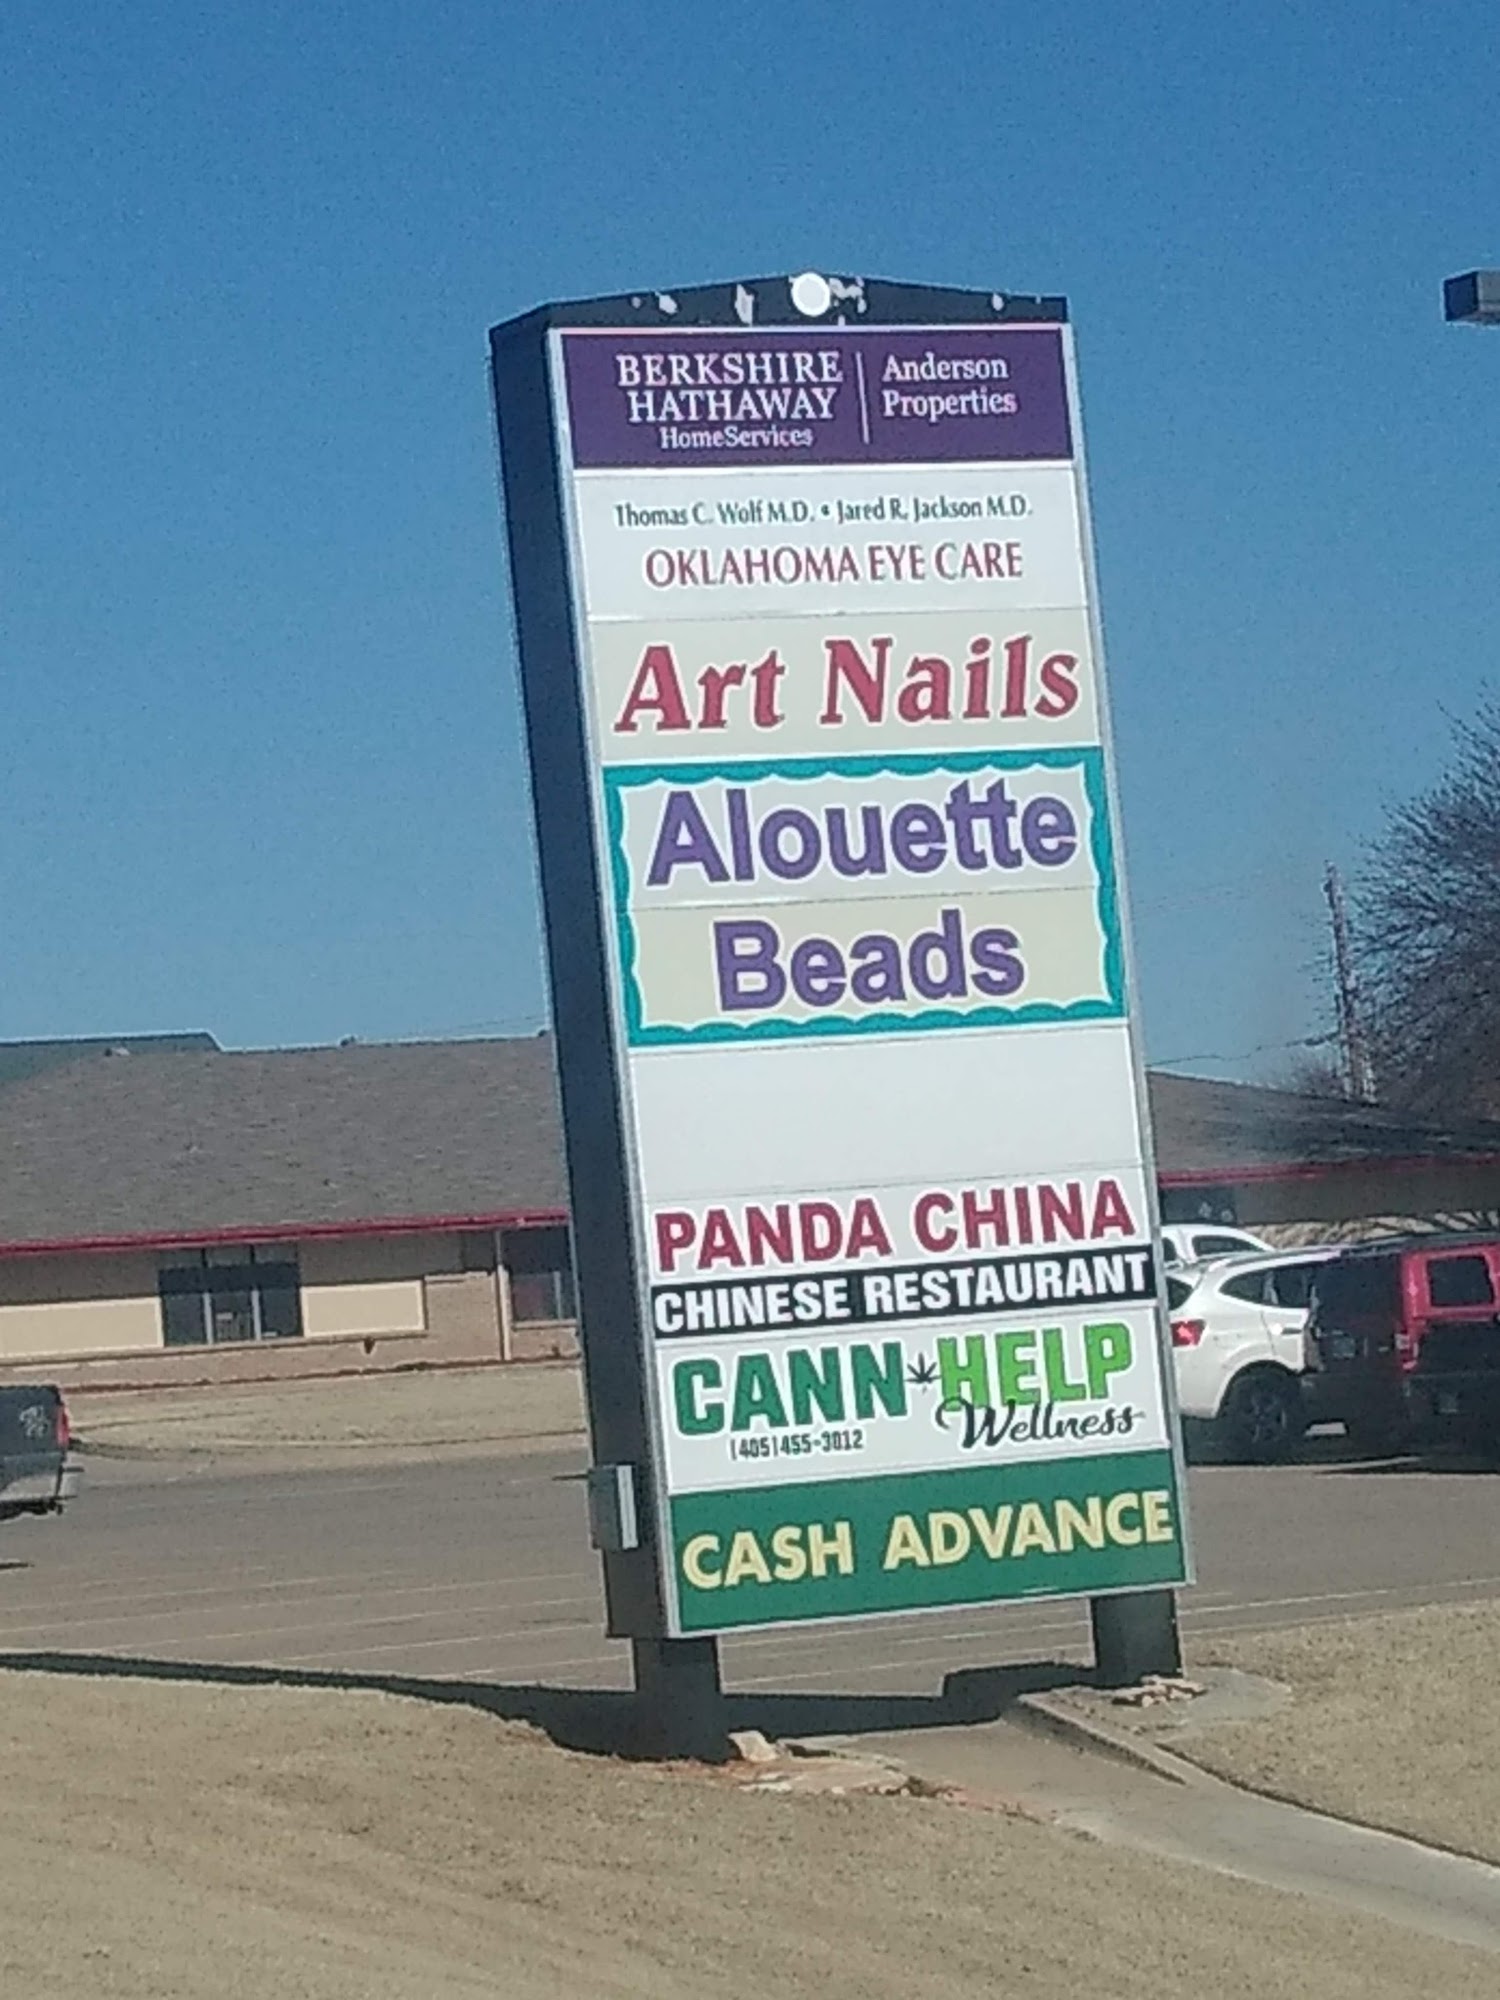 BERKSHIRE
HATHAWAY
HomeServices
Anderson
Properties
Thomas C. Wolf M.D. • Jared R. Jackson M.D.
OKLAHOMA EYE CARE
Art Nails
Alouette
Beads
PANDA CHINA
CHINESE RESTAURANT
CANN HELP
Wellness
(405)455-3012
CASH ADVANCE